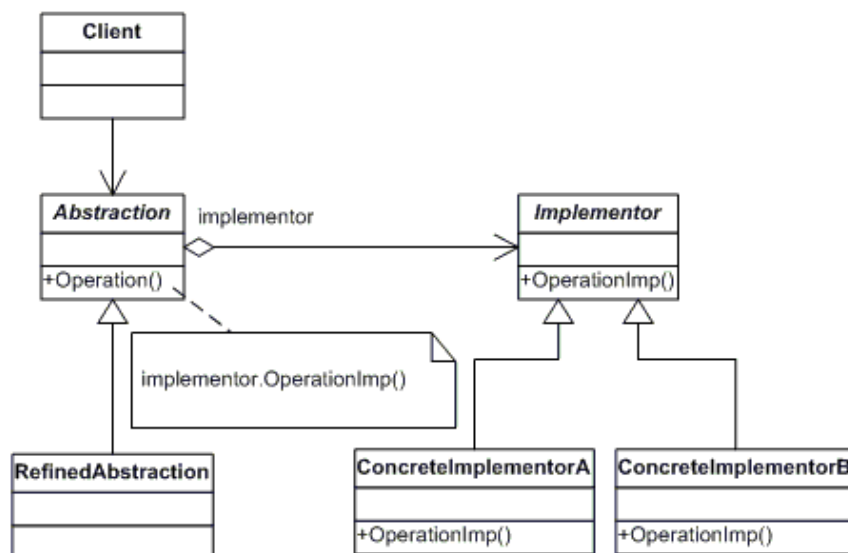 Client
Abstraction
implementor
Implementor
+Operation()
+OperationImp()
implementor.OperationImp()
RefinedAbstraction
ConcreteImplementorA
ConcreteImplementorB
+OperationImp()
+OperationImp()